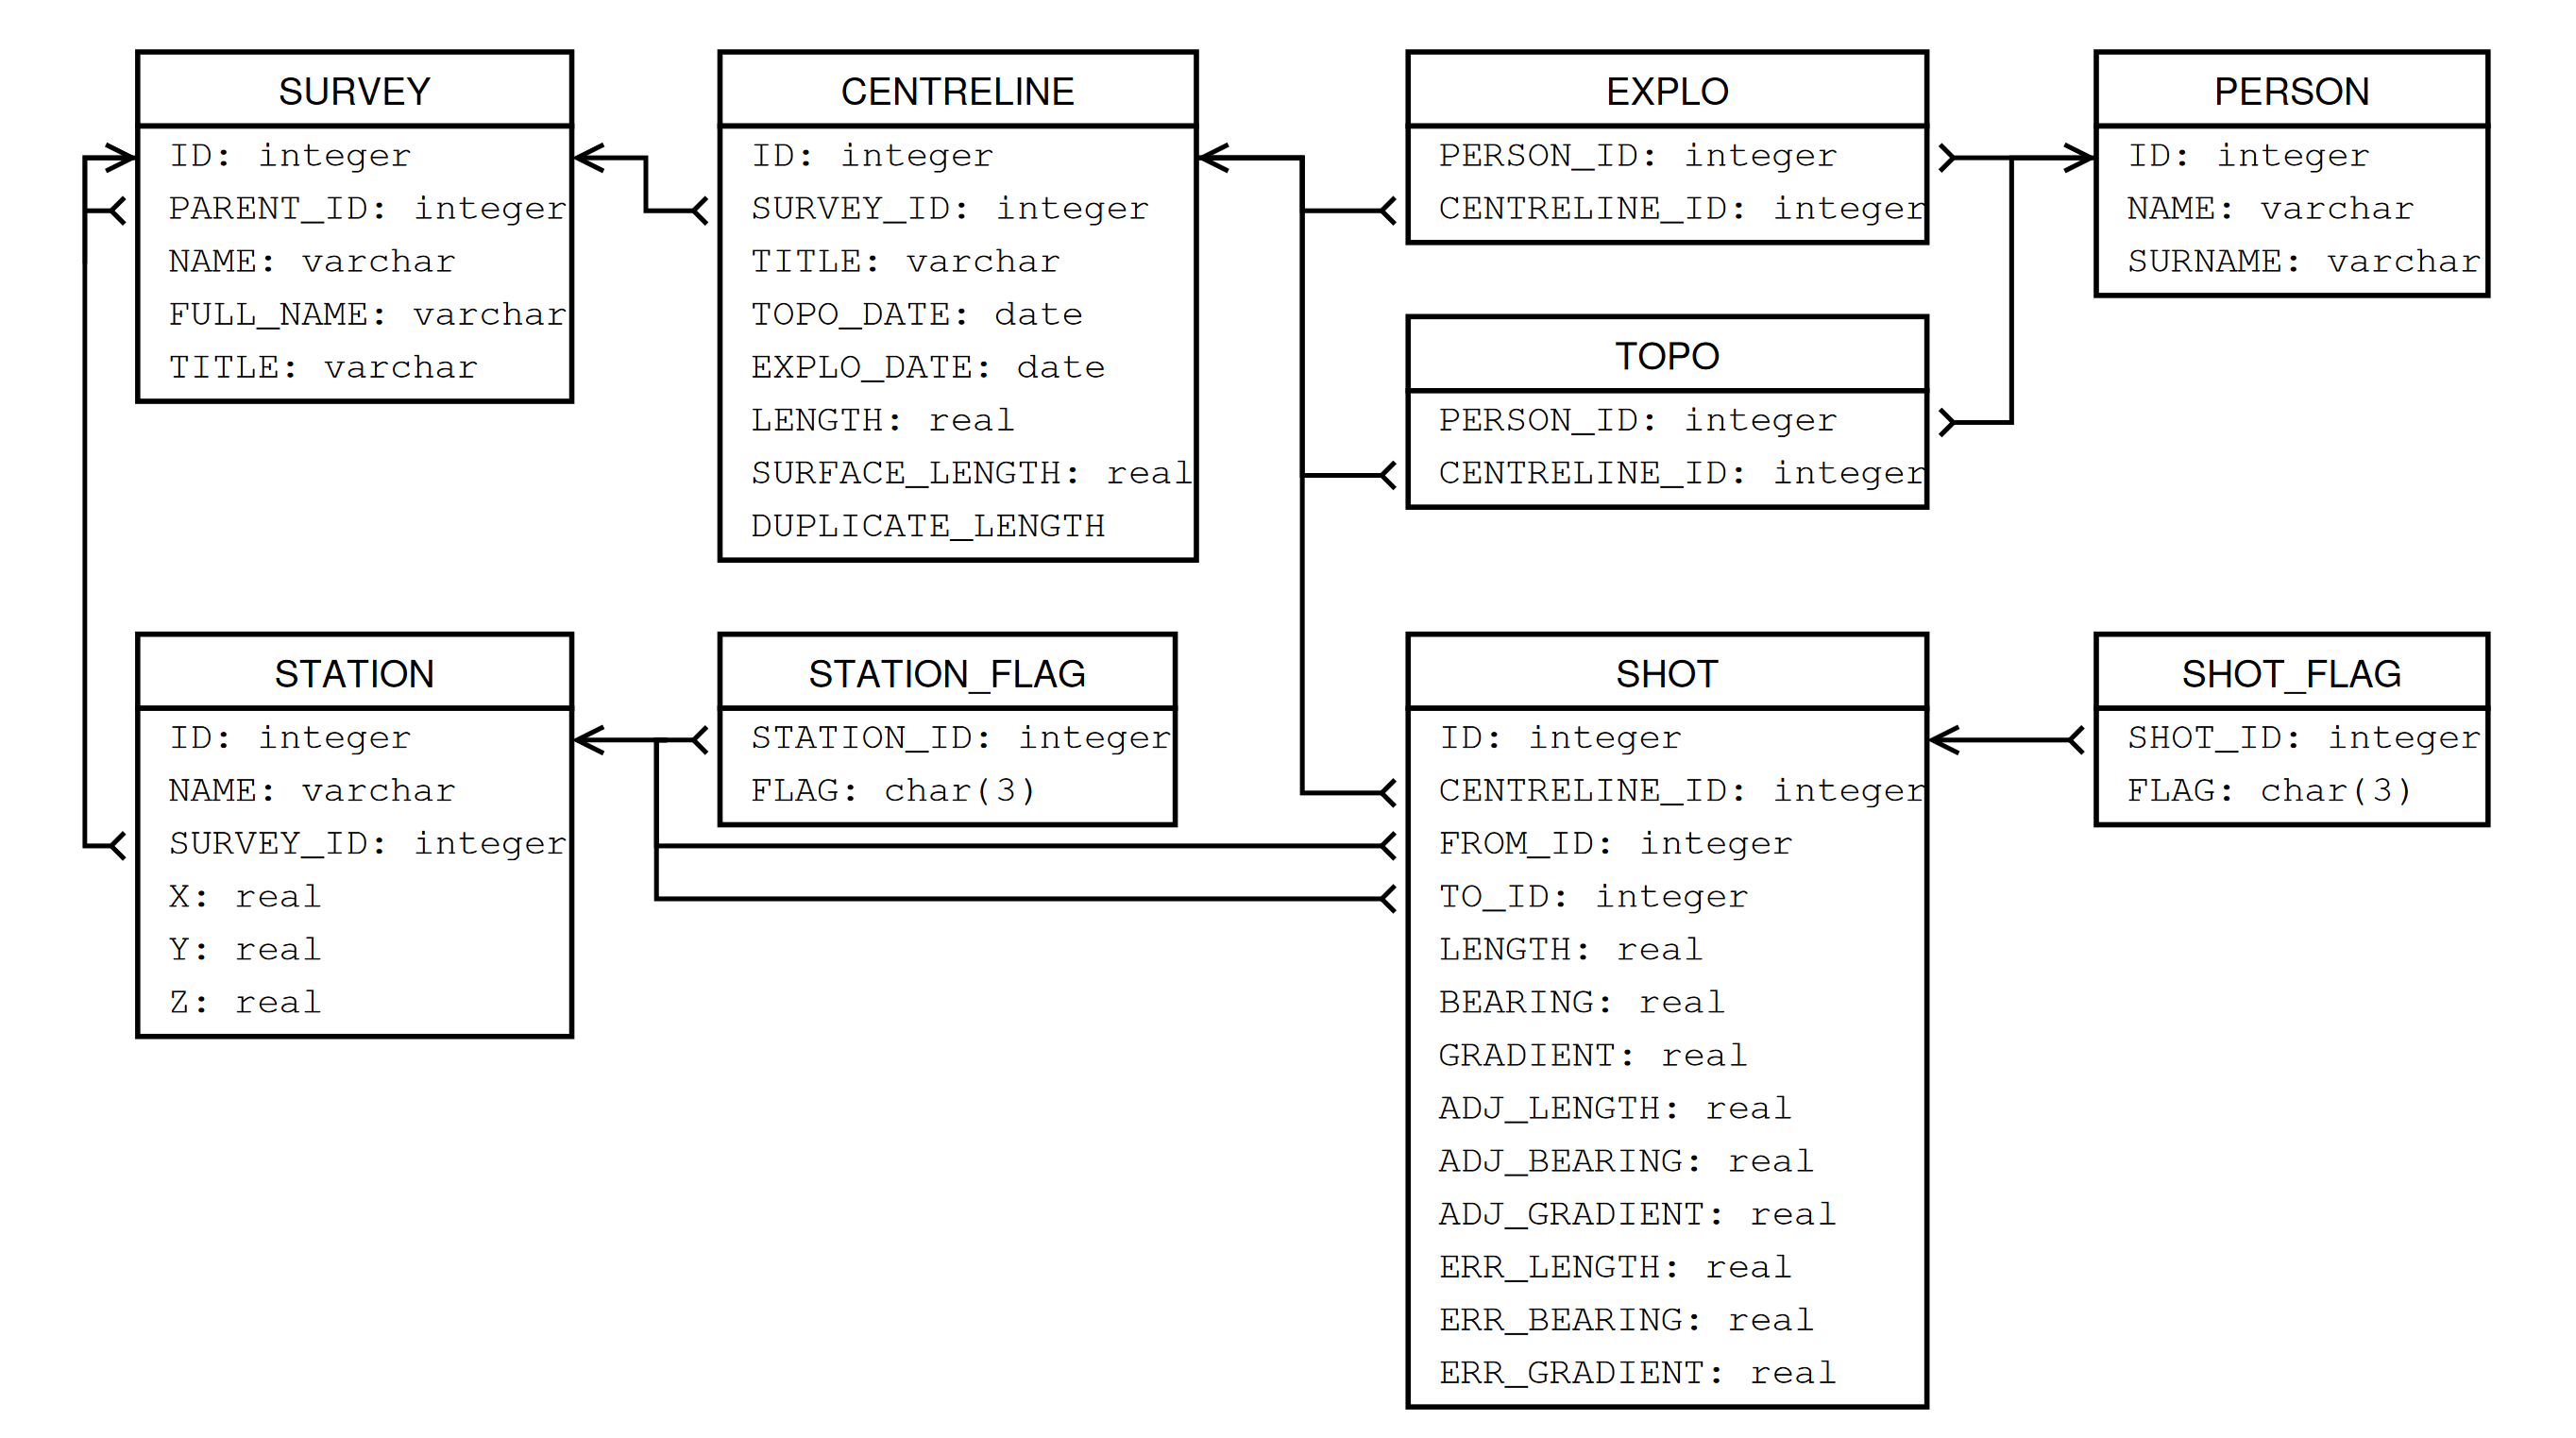 SURVEY
ID: integer
PARENT_ID: integer
NAME: varchar
FULL_NAME: varchar
TITLE: varchar
CENTRELINE
ID: integer
SURVEY_ID: integer
TITLE: varchar
TOPO_DATE: date
EXPLO_DATE: date
LENGTH: real
SURFACE_LENGTH: real
DUPLICATE_LENGTH
EXPLO
PERSON_ID: integer
CENTRELINE_ID: integer
PERSON
ID: integer
NAME: varchar
SURNAME: varchar
TOPO
PERSON_ID: integer
CENTRELINE_ID: integer
STATION
ID: integer
NAME: varchar
SURVEY_ID: integer
X: real
Y: real
Z: real
STATION_FLAG
STATION_ID: integer
FLAG: char(3)
SHOT
ID: integer
CENTRELINE_ID: integer
FROM_ID: integer
TO_ID: integer
LENGTH: real
BEARING: real
GRADIENT: real
ADJ_LENGTH: real
ADJ_BEARING: real
ADJ_GRADIENT: real
ERR_LENGTH: real
ERR_BEARING: real
ERR_GRADIENT: real
SHOT_FLAG
SHOT_ID: integer
FLAG: char(3)